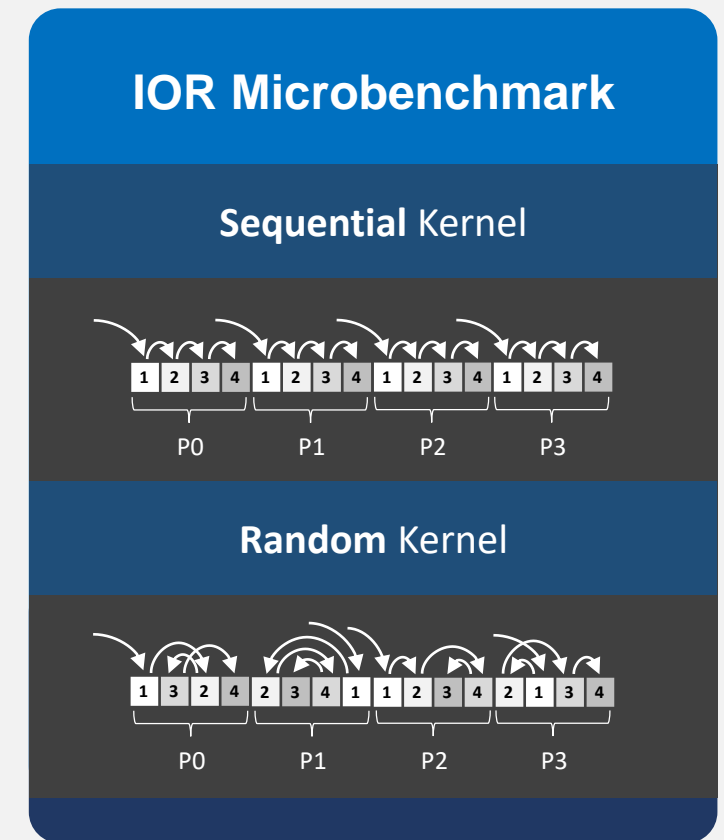 IOR Microbenchmark
Sequential Kernel
1 2 3 4 1 2 3 4 1 2 3 4 1 2 3 4
P0 P1 P2 P3
Random Kernel
1 3 2 4 2 3 4 1 1 2 3 4 2 1 3 4
P0 P1 P2 P3